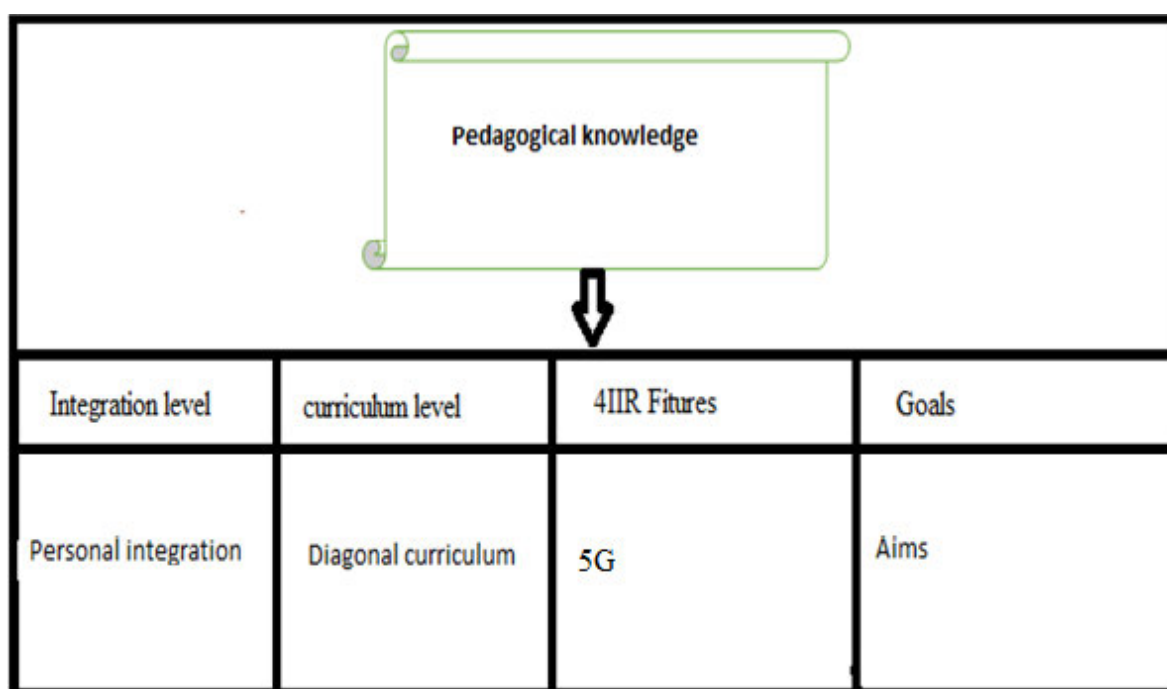 Pedagogical knowledge
Integration level
curriculum level
4IIR Fitures
Goals
Personal integration
Diagonal curriculum
5G
Aims